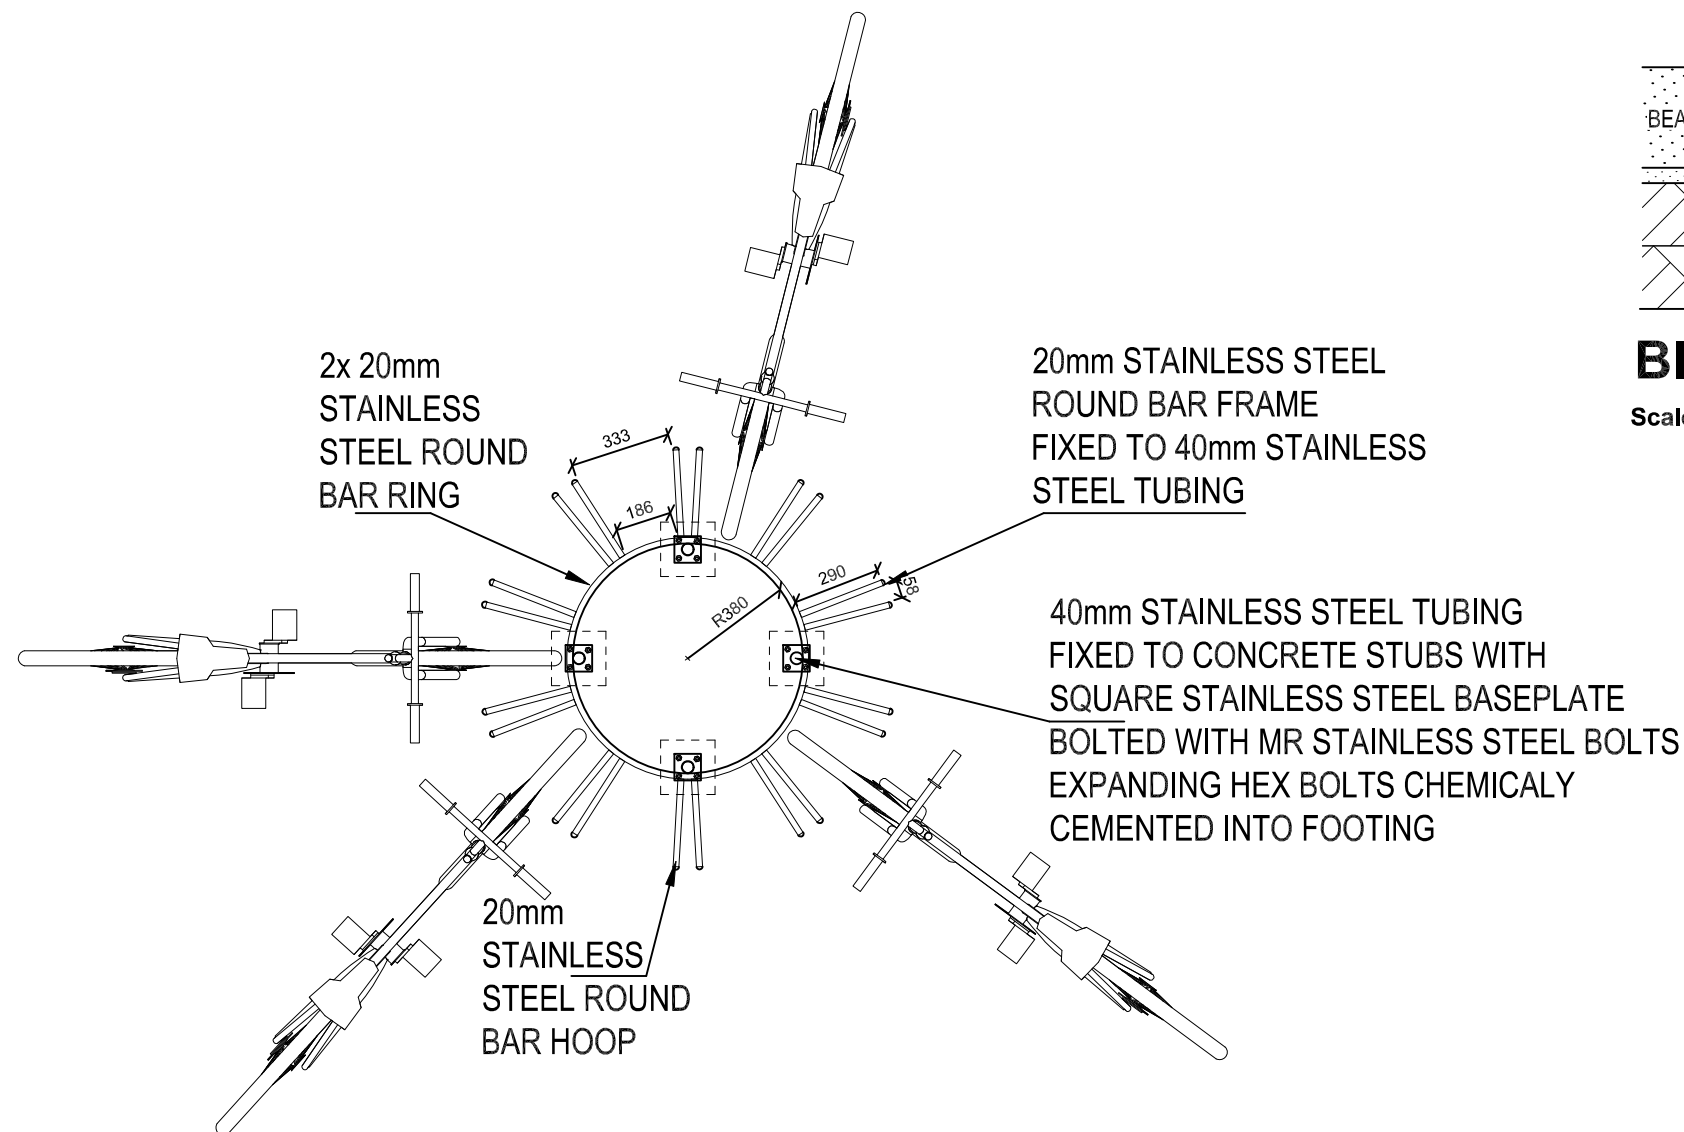 2x 20mm
STAINLESS
STEEL ROUND
BAR RING
333
186
20mm STAINLESS STEEL
ROUND BAR FRAME
FIXED TO 40mm STAINLESS
STEEL TUBING
290
58
R380
40mm STAINLESS STEEL TUBING
FIXED TO CONCRETE STUBS WITH
SQUARE STAINLESS STEEL BASEPLATE
BOLTED WITH MR STAINLESS STEEL BOLTS
EXPANDING HEX BOLTS CHEMICALY
CEMENTED INTO FOOTING
20mm
STAINLESS
STEEL ROUND
BAR HOOP